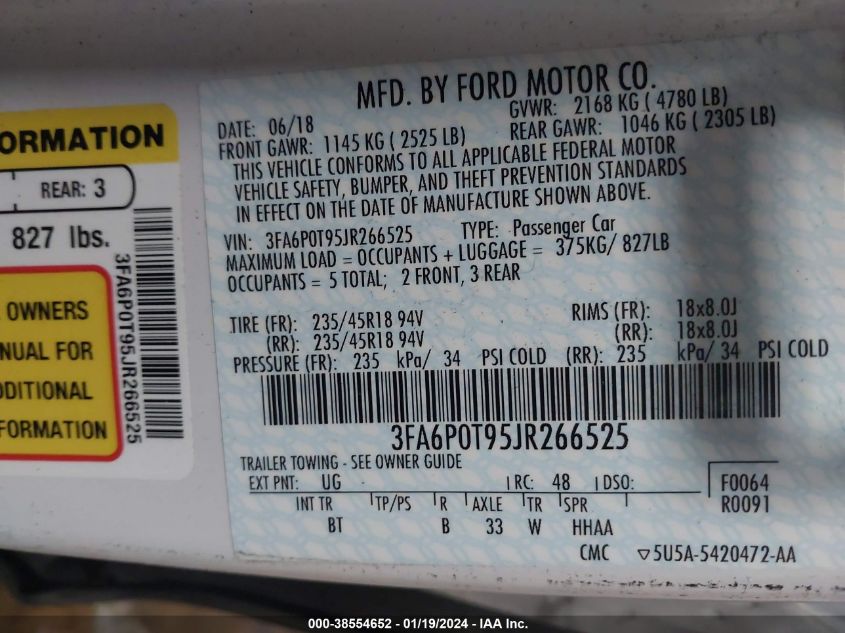 ORMATION
REAR: 3
827 lbs.
3FA6P0T95JR266525
OWNERS
NUAL FOR
DDITIONAL
FORMATION
MFD. BY FORD MOTOR CO.
DATE: 06/18 GVWR: 2168 KG ( 4780 LB)
FRONT GAWR: 1145 KG ( 2525 LB) REAR GAWR: 1046 KG ( 2305 LB)
THIS VEHICLE CONFORMS TO ALL APPLICABLE FEDERAL MOTOR
VEHICLE SAFETY, BUMPER, AND THEFT PREVENTION STANDARDS
IN EFFECT ON THE DATE OF MANUFACTURE SHOWN ABOVE.
VIN: 3FA6P0T95JR266525 TYPE: Passenger Car
MAXIMUM LOAD = OCCUPANTS + LUGGAGE = 375KG/ 827LB
OCCUPANTS = 5 TOTAL; 2 FRONT, 3 REAR
TIRE (FR): 235/45R18 94V RIMS (FR): 18x8.0J
(RR): 235/45R18 94V (RR): 18x8.0J
PRESSURE (FR): 235 kPa/ 34 PSI COLD (RR): 235 kPa/ 34 PSI COLD
3FA6P0T95JR266525
TRAILER TOWING - SEE OWNER GUIDE
EXT PNT: UG RC: 48 DSO: F0064
R0091
INT TR TP/PS R AXLE TR SPR
BT B 33 W HHAA
CMC ▽5U5A-5420472-AA
000-38554652 - 01/19/2024 - IAA Inc.